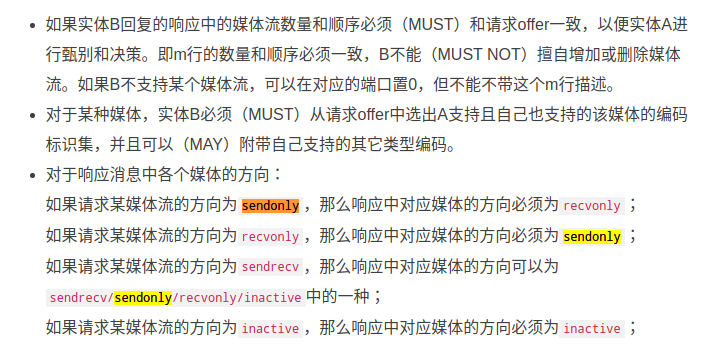 如果实体B回复的响应中的媒体流数量和顺序必须（MUST）和请求offer一致，以便实体A进
行甄别和决策。即m行的数量和顺序必须一致，B不能（MUST NOT）擅自增加或删除媒体
流。如果B不支持某个媒体流，可以在对应的端口置0，但不能不带这个m行描述。
对于某种媒体，实体B必须（MUST）从请求offer中选出A支持且自己也支持的该媒体的编码
标识集，并且可以（MAY）附带自己支持的其它类型编码。
对于响应消息中各个媒体的方向：
如果请求某媒体流的方向为 sendonly ，那么响应中对应媒体的方向必须为 recvonly ；
如果请求某媒体流的方向为 recvonly ，那么响应中对应媒体的方向必须为 sendonly ；
如果请求某媒体流的方向为 sendrecv ，那么响应中对应媒体的方向可以为
sendrecv/sendonly/recvonly/inactive 中的一种；
如果请求某媒体流的方向为 inactive ，那么响应中对应媒体的方向必须为 inactive ；